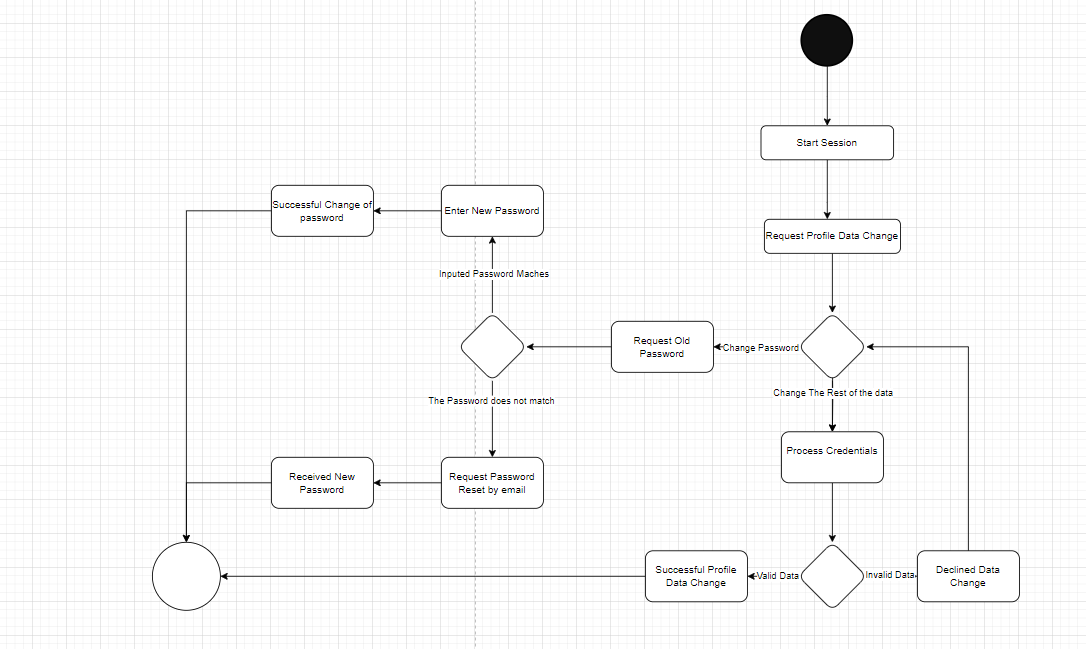 Start Session
Request Profile Data Change
Successful Change of
password
Enter New Password
Inputed Password Maches
Request Old
Password
Change Password
Change The Rest of the data
The Password does not match
Process Credentials
Received New
Password
Request Password
Reset by email
Successful Profile
Data Change
Valid Data
Invalid Data
Declined Data
Change